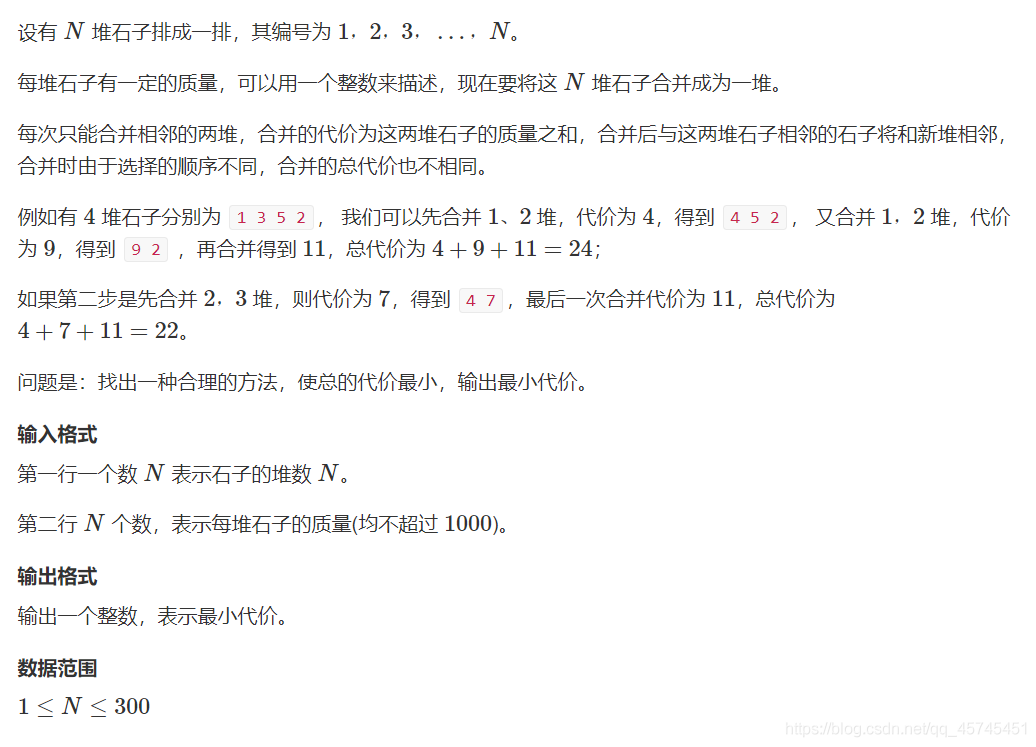 设有 N 堆石子排成一排，其编号为 1，2，3，…，N。
每堆石子有一定的质量，可以用一个整数来描述，现在要将这 N 堆石子合并成为一堆。
每次只能合并相邻的两堆，合并的代价为这两堆石子的质量之和，合并后与这两堆石子相邻的石子将和新堆相邻，
合并时由于选择的顺序不同，合并的总代价也不相同。
例如有 4 堆石子分别为 1 3 5 2 ， 我们可以先合并 1、2 堆，代价为 4，得到 4 5 2 ， 又合并 1，2 堆，代价
为 9，得到 9 2 ，再合并得到 11，总代价为 4 + 9 + 11 = 24；
如果第二步是先合并 2，3 堆，则代价为 7，得到 4 7 ，最后一次合并代价为 11，总代价为
4 + 7 + 11 = 22。
问题是：找出一种合理的方法，使总的代价最小，输出最小代价。
输入格式
第一行一个数 N 表示石子的堆数 N。
第二行 N 个数，表示每堆石子的质量(均不超过 1000)。
输出格式
输出一个整数，表示最小代价。
数据范围
1 ≤ N ≤ 300
https://blog.csdn.net/qq_45745451